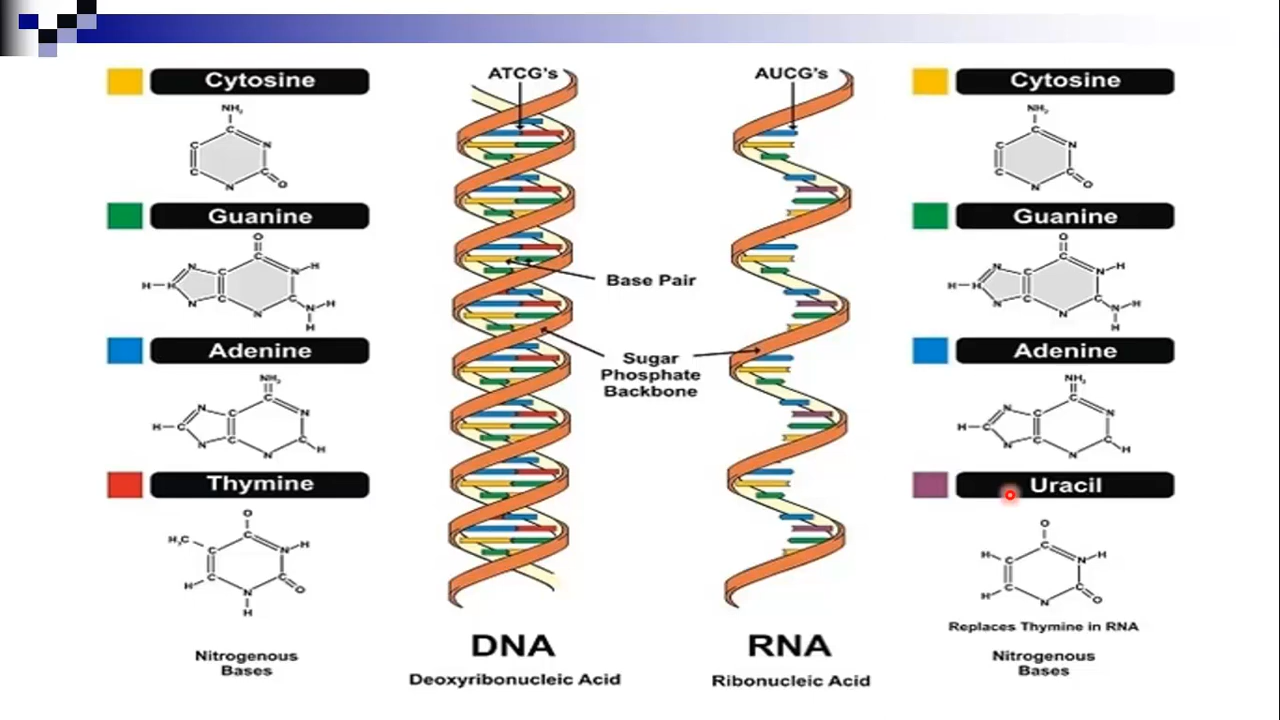 ATCG's
AUCG's
Cytosine
NH₂
C
C
N
C
C
N
O
Guanine
O
C
N
C
N
H
H
H
N
C
C
N
N
H
H
Adenine
NH₂
C
N
C
N
H
C
N
C
C
H
N
Thymine
O
H₃C
C
C
N
H
H
C
C
O
N
H
Nitrogenous
Bases
Base Pair
Sugar
Phosphate
Backbone
DNA
Deoxyribonucleic Acid
RNA
Ribonucleic Acid
Cytosine
NH₂
C
C
N
C
C
N
O
Guanine
O
C
N
C
N
H
H
H
N
C
C
N
N
H
H
Adenine
NH₂
C
N
C
N
H
C
N
C
C
H
N
Uracil
O
C
H
C
N
H
H
C
C
O
N
Replaces Thymine in RNA
Nitrogenous
Bases